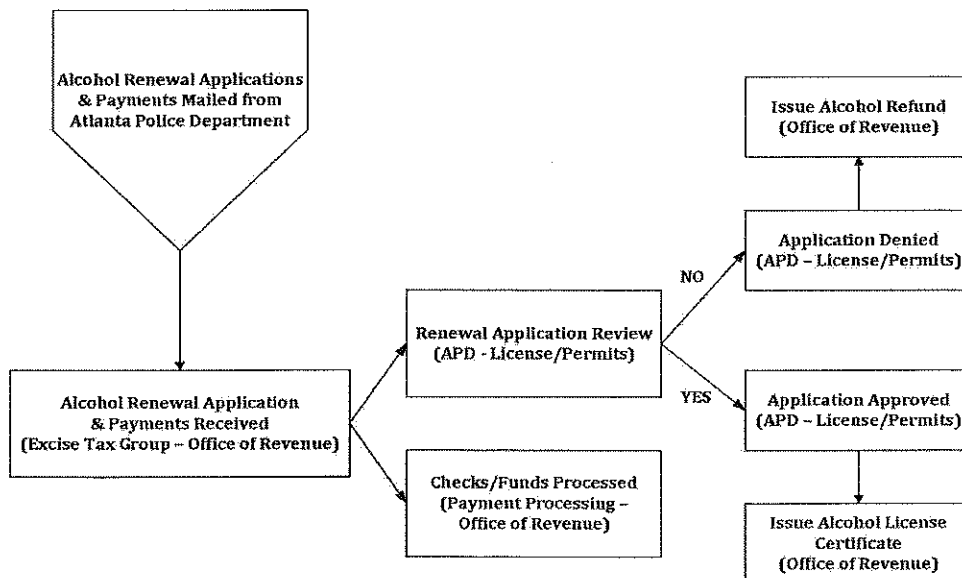 Alcohol Renewal Applications
& Payments Mailed from
Atlanta Police Department
Alcohol Renewal Application
& Payments Received
(Excise Tax Group – Office of Revenue)
Renewal Application Review
(APD - License/Permits)
Checks/Funds Processed
(Payment Processing –
Office of Revenue)
NO
YES
Issue Alcohol Refund
(Office of Revenue)
Application Denied
(APD – License/Permits)
Application Approved
(APD – License/Permits)
Issue Alcohol License
Certificate
(Office of Revenue)